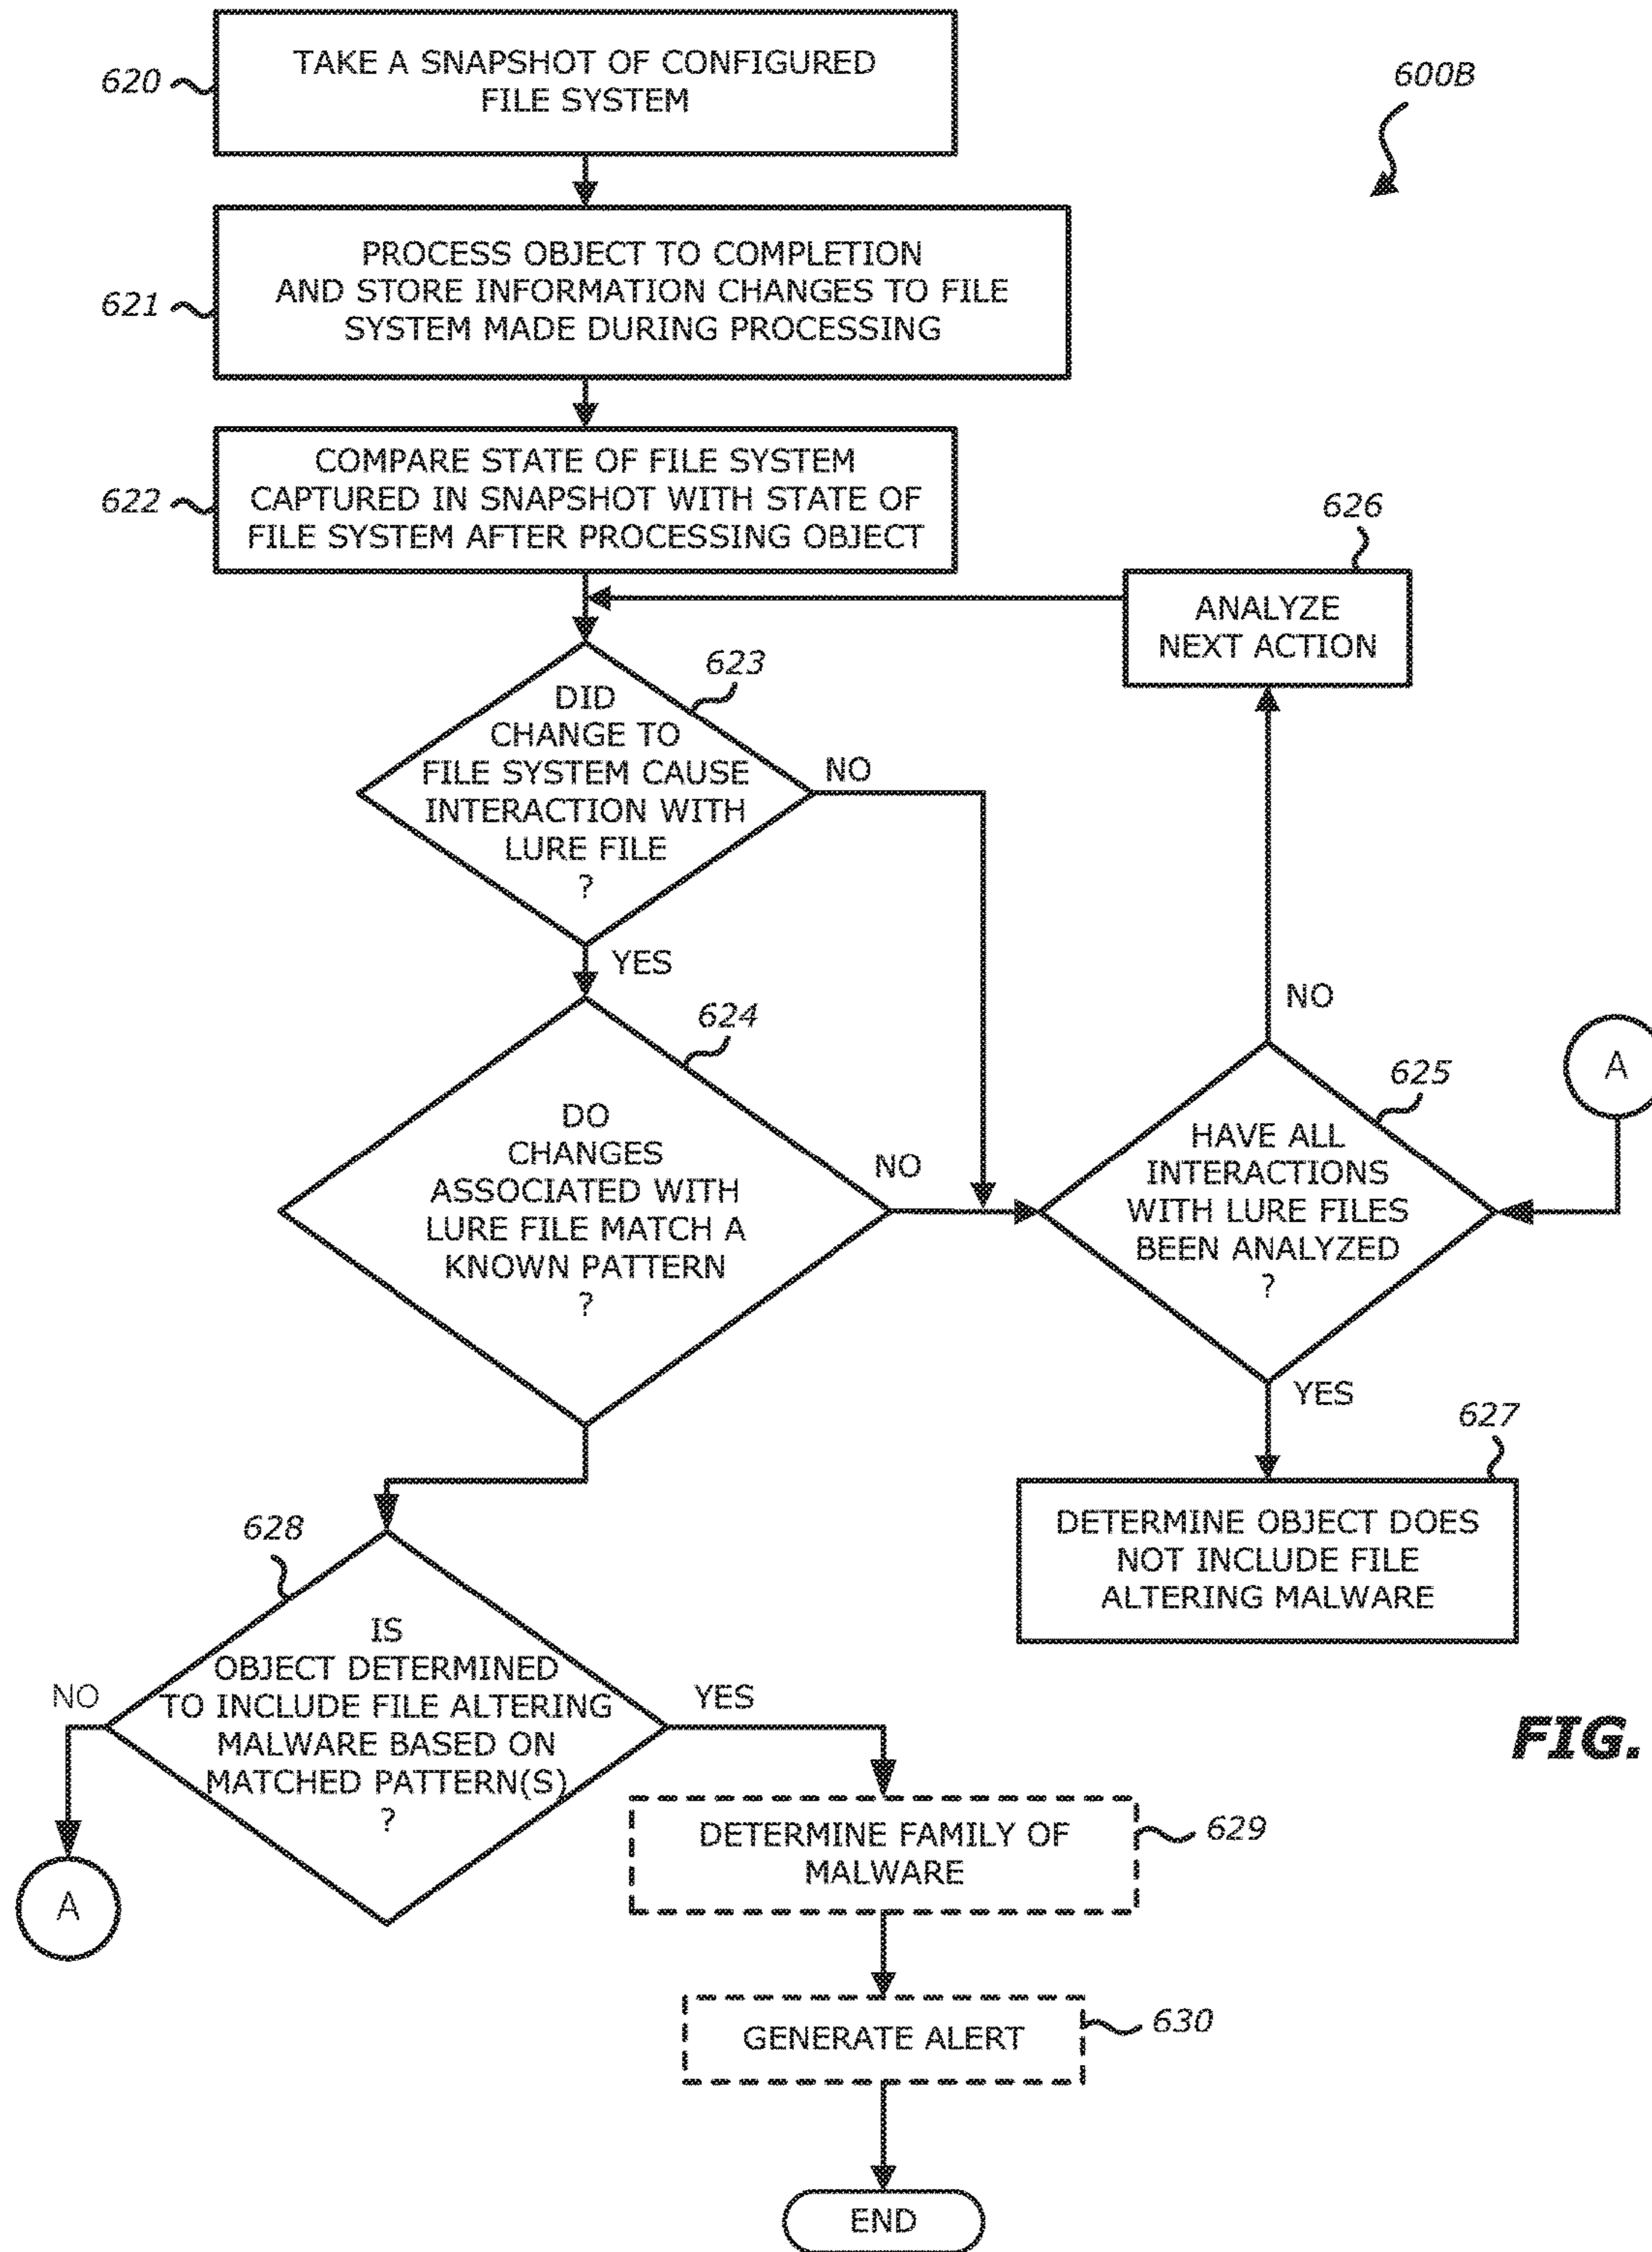 TAKE A SNAPSHOT OF CONFIGURED
FILE SYSTEM
620
600B
PROCESS OBJECT TO COMPLETION
AND STORE INFORMATION CHANGES TO FILE
SYSTEM MADE DURING PROCESSING
621
COMPARE STATE OF FILE SYSTEM
CAPTURED IN SNAPSHOT WITH STATE OF
FILE SYSTEM AFTER PROCESSING OBJECT
622
626
ANALYZE
NEXT ACTION
623
DID
CHANGE TO
FILE SYSTEM CAUSE
INTERACTION WITH
LURE FILE
?
NO
YES
624
DO
CHANGES
ASSOCIATED WITH
LURE FILE MATCH A
KNOWN PATTERN
?
NO
NO
625
A
HAVE ALL
INTERACTIONS
WITH LURE FILES
BEEN ANALYZED
?
YES
627
DETERMINE OBJECT DOES
NOT INCLUDE FILE
ALTERING MALWARE
628
IS
OBJECT DETERMINED
TO INCLUDE FILE ALTERING
MALWARE BASED ON
MATCHED PATTERN(S)
?
NO
YES
A
FIG.
DETERMINE FAMILY OF
MALWARE
629
GENERATE ALERT
630
END